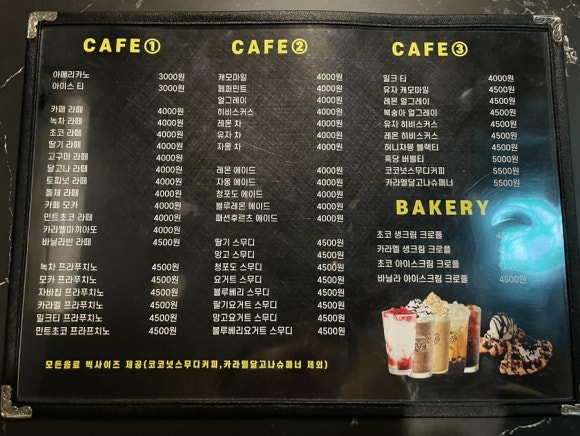 CAFE①
아메리카노 3000원
아이스 티 3000원
카페 라떼 4000원
녹차 라떼 4000원
초코 라떼 4000원
딸기 라떼 4000원
고구마 라떼 4000원
달고나 라떼 4000원
토피넛 라떼 4000원
돌체 라떼 4000원
카페 모카 4000원
민트초코 라떼 4000원
카라멜마끼아또 4000원
바닐라빈 라떼 4500원
녹차 프라푸치노 4500원
모카 프라푸치노 4500원
자바칩 프라푸치노 4500원
카라멜 프라푸치노 4500원
밀크티 프라푸치노 4500원
민트초코 프라프치노 4500원
CAFE②
캐모마일 4000원
페퍼민트 4000원
얼그레이 4000원
히비스커스 4000원
레몬 차 4000원
유자 차 4000원
자몽 차 4000원
레몬 에이드 4000원
자몽 에이드 4000원
청포도 에이드 4000원
블루레몬 에이드 4000원
패션후르츠 에이드 4000원
딸기 스무디 4500원
망고 스무디 4500원
청포도 스무디 4500원
요거트 스무디 4500원
블루베리 스무디 4500원
딸기요거트 스무디 4500원
망고요거트 스무디 4500원
블루베리요거트 스무디 4500원
CAFE③
밀크 티 4000원
유자 캐모마일 4500원
레몬 얼그레이 4500원
복숭아 얼그레이 4500원
유자 히비스커스 4500원
레몬 히비스커스 4500원
허니자몽 블랙티 4500원
흑당 버블티 5000원
코코넛스무디커피 5500원
카라멜달고나슈페너 5500원
BAKERY
초코 생크림 크로플
카라멜 생크림 크로플
초코 아이스크림 크로플
바닐라 아이스크림 크로플 4500원
모든음료 빅사이즈 제공(코코넛스무디커피,카라멜달고나슈페너 제외)